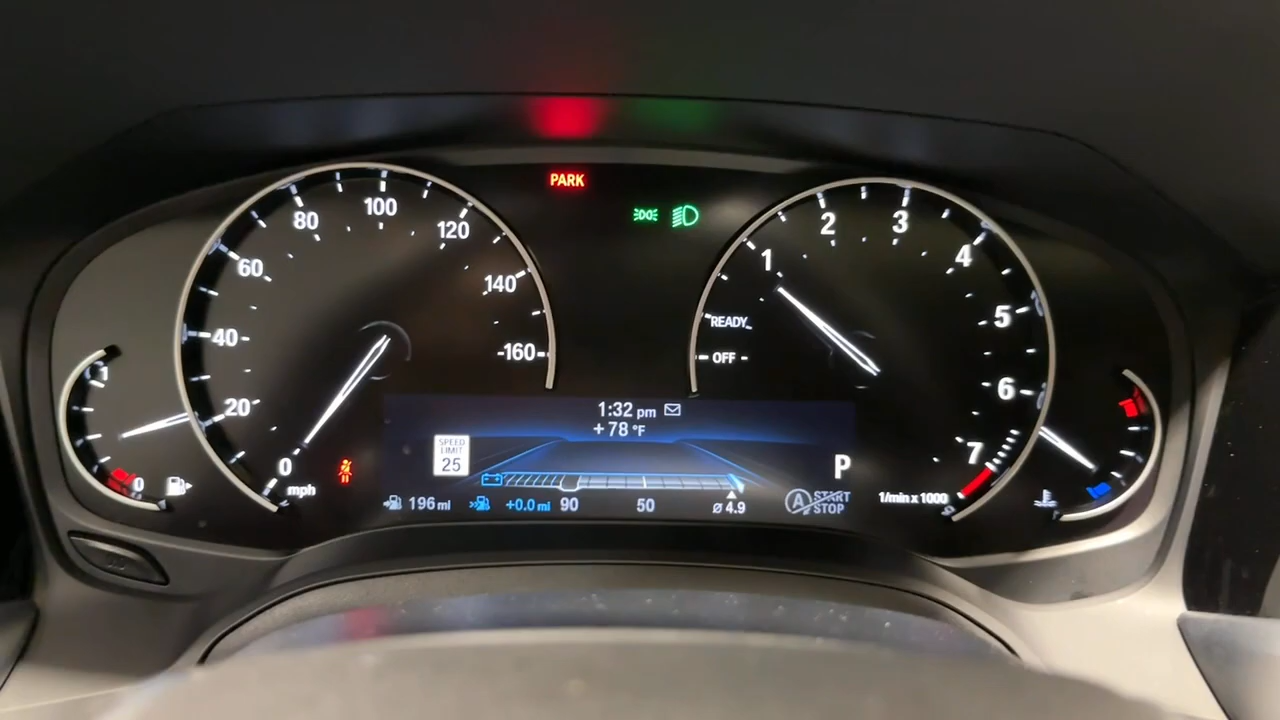 PARK
0
20
-40-
60
80
100
120
140
-160-
mph
OFF -
READY
1
2
3
4
5
6
7
1/min x 1000
1
0
1:32 pm
+78 °F
SPEED
LIMIT
25
P
196 mi
+0.0 mi
90
50
ø 4.9
A START
STOP